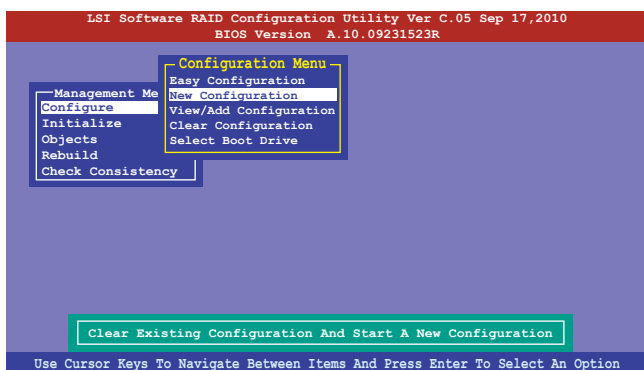 LSI Software RAID Configuration Utility Ver C.05 Sep 17,2010
BIOS Version A.10.09231523R
Configuration Menu
Easy Configuration
New Configuration
View/Add Configuration
Clear Configuration
Select Boot Drive
Management Me
Configure
Initialize
Objects
Rebuild
Check Consistency
Clear Existing Configuration And Start A New Configuration
Use Cursor Keys To Navigate Between Items And Press Enter To Select An Option